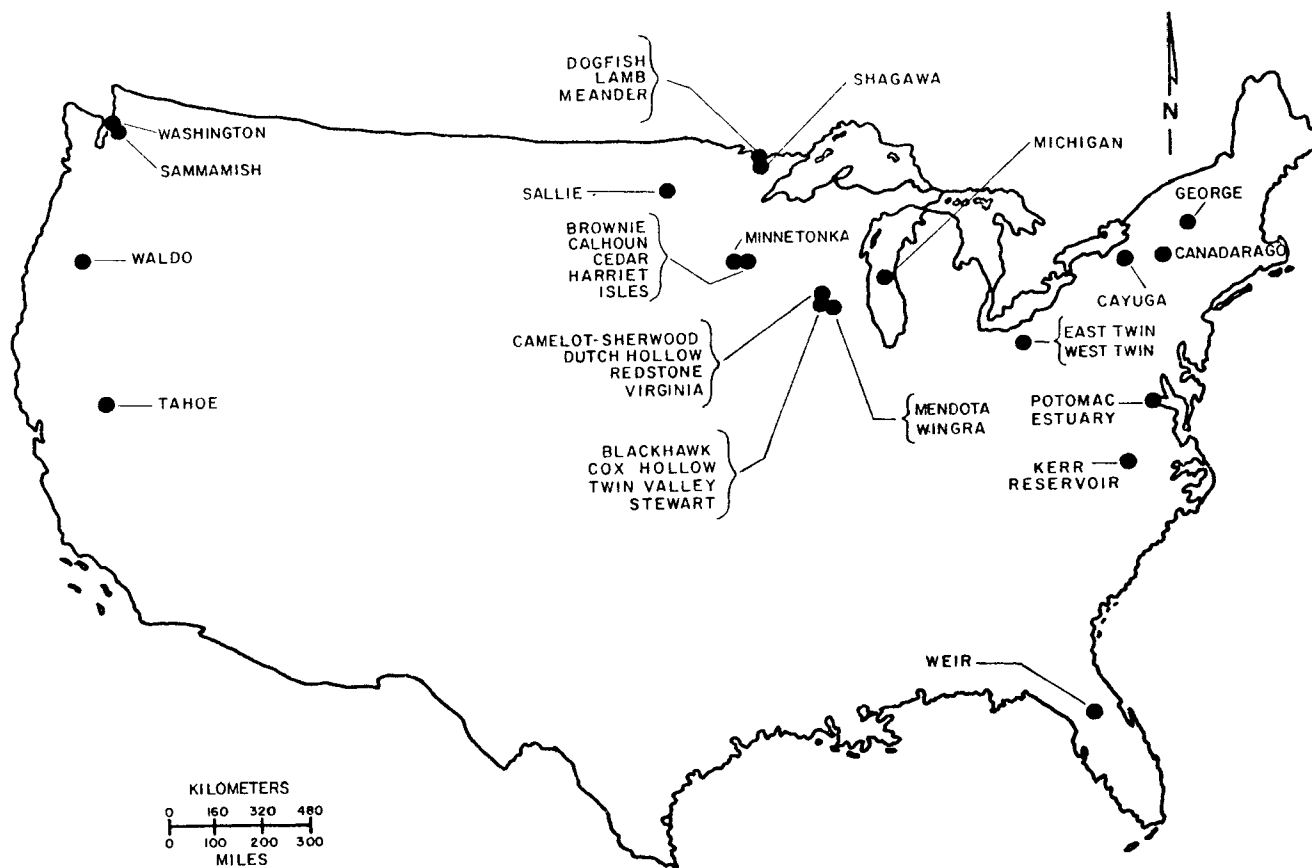 DOGFISH
LAMB
MEANDER
SHAGAWA
WASHINGTON
SAMMAMISH
MICHIGAN
N
SALLIE
GEORGE
BROWNIE
CALHOUN
CEDAR
HARRIET
ISLES
MINNETONKA
WALDO
CANADARAGO
CAYUGA
CAMELOT-SHERWOOD
DUTCH HOLLOW
REDSTONE
VIRGINIA
EAST TWIN
WEST TWIN
TAHOE
MENDOTA
WINGRA
POTOMAC
ESTUARY
BLACKHAWK
COX HOLLOW
TWIN VALLEY
STEWART
KERR
RESERVOIR
WEIR
KILOMETERS
0 160 320 480
0 100 200 300
MILES